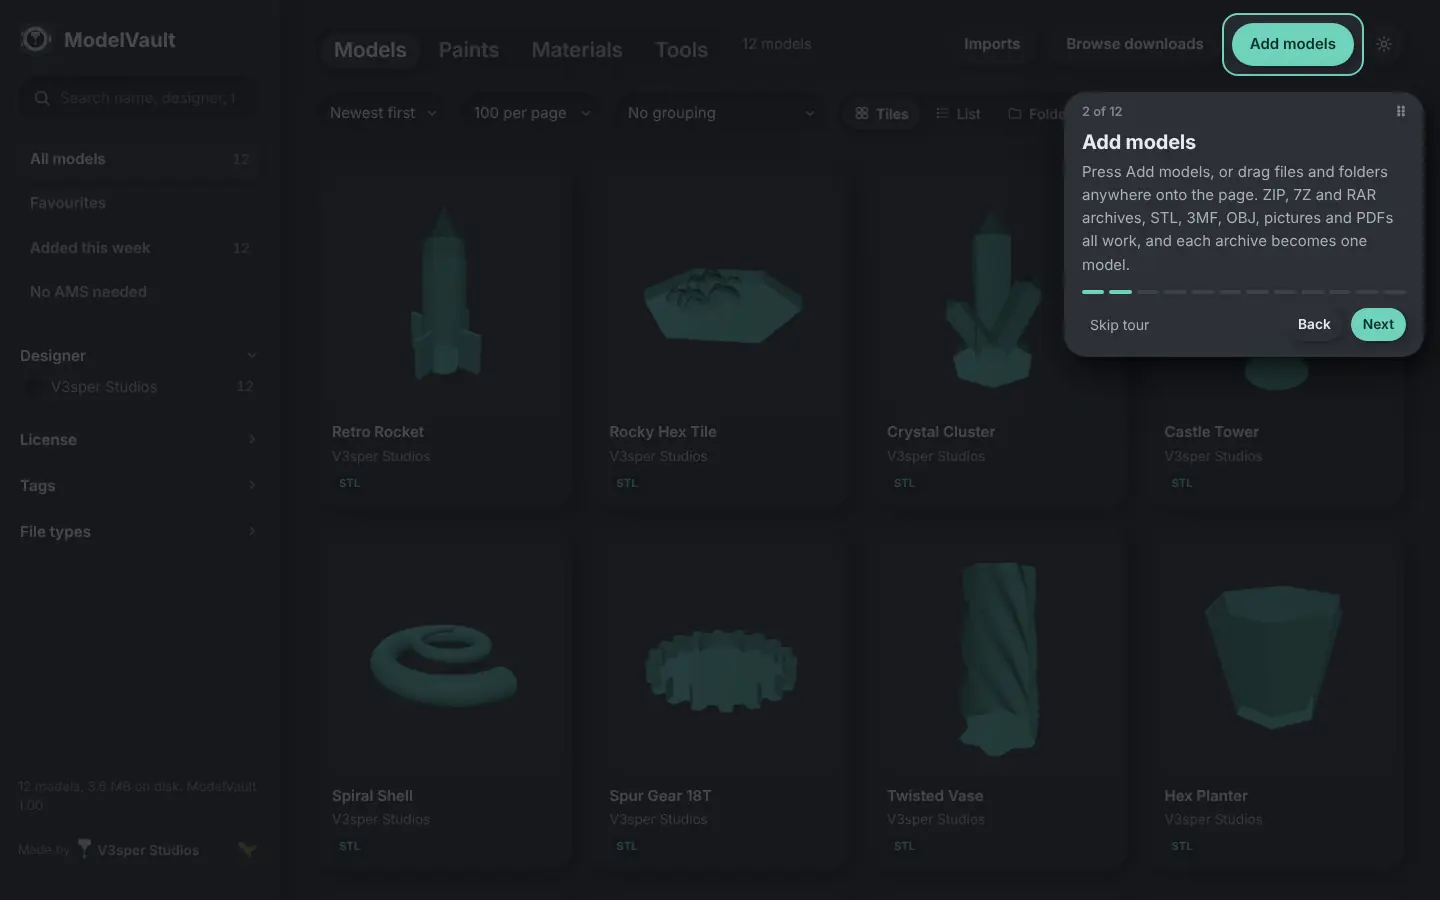 ModelVault
Models
Paints
Materials
Tools
12 models
Imports
Browse downloads
Add models
Search name, designer, t
Newest first
100 per page
No grouping
Tiles
List
Folde
2 of 12
Add models
Press Add models, or drag files and folders
anywhere onto the page. ZIP, 7Z and RAR
archives, STL, 3MF, OBJ, pictures and PDFs
all work, and each archive becomes one
model.
Skip tour
Back
Next
All models 12
Favourites
Added this week 12
No AMS needed
Designer
V3sper Studios 12
License
Tags
File types
Retro Rocket
V3sper Studios
STL
Rocky Hex Tile
V3sper Studios
STL
Crystal Cluster
V3sper Studios
STL
Castle Tower
V3sper Studios
STL
Spiral Shell
V3sper Studios
STL
Spur Gear 18T
V3sper Studios
STL
Twisted Vase
V3sper Studios
STL
Hex Planter
V3sper Studios
STL
12 models, 3.6 MB on disk. ModelVault
1.00
Made by V3sper Studios